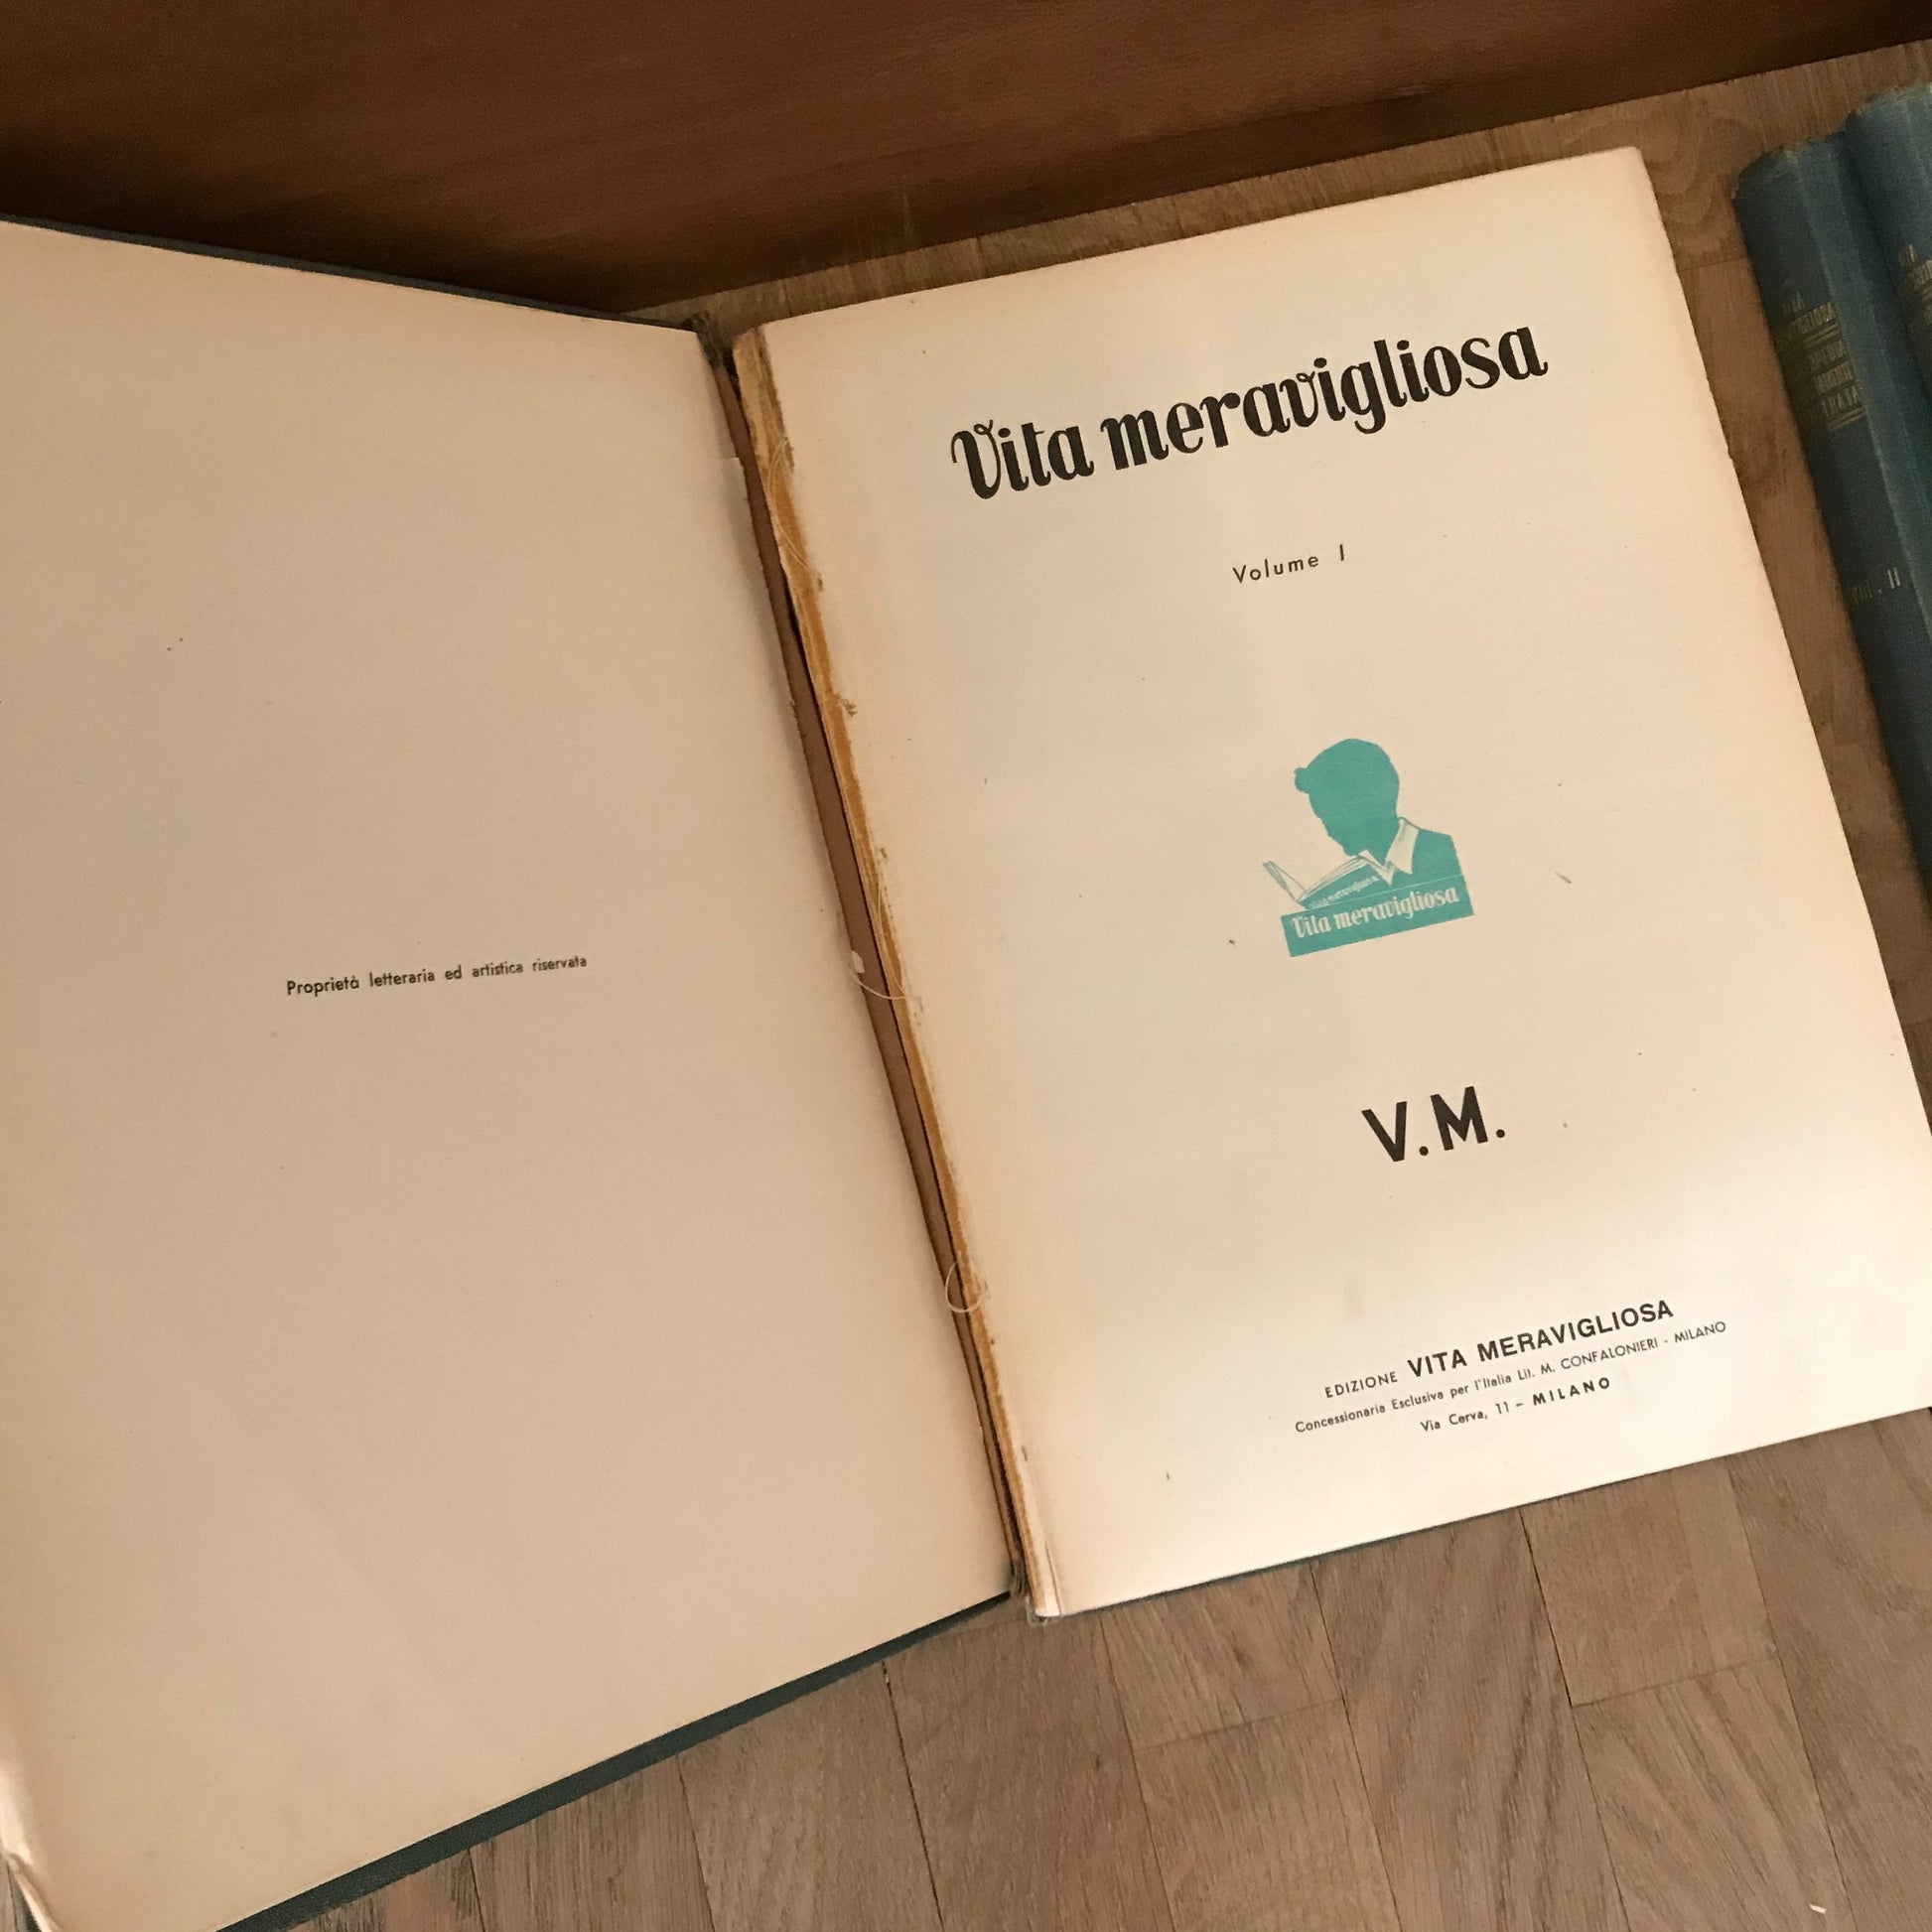 Proprietà letteraria ed artistica riservata
Vita meravigliosa
Volume I
Vita meravigliosa
V.M.
EDIZIONE VITA MERAVIGLIOSA
Concessionaria Esclusiva per l'Italia Lit. M. CONFALONIERI - MILANO
Via Cerva, 11 - MILANO